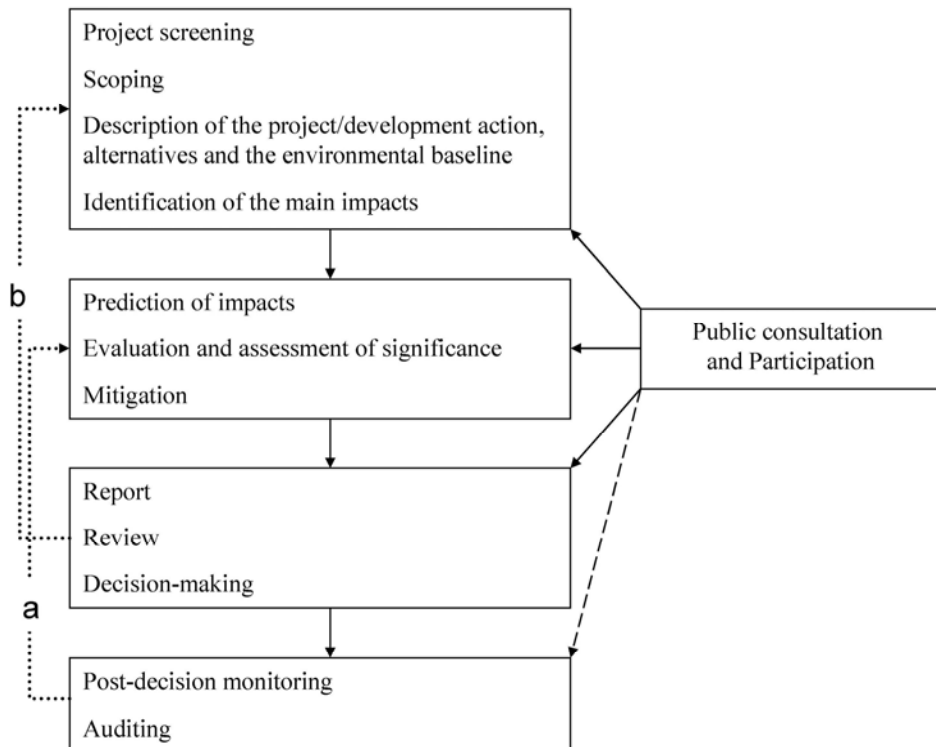 Project screening
Scoping
Description of the project/development action,
alternatives and the environmental baseline
Identification of the main impacts
b
Prediction of impacts
Evaluation and assessment of significance
Mitigation
Public consultation
and Participation
Report
Review
Decision-making
a
Post-decision monitoring
Auditing